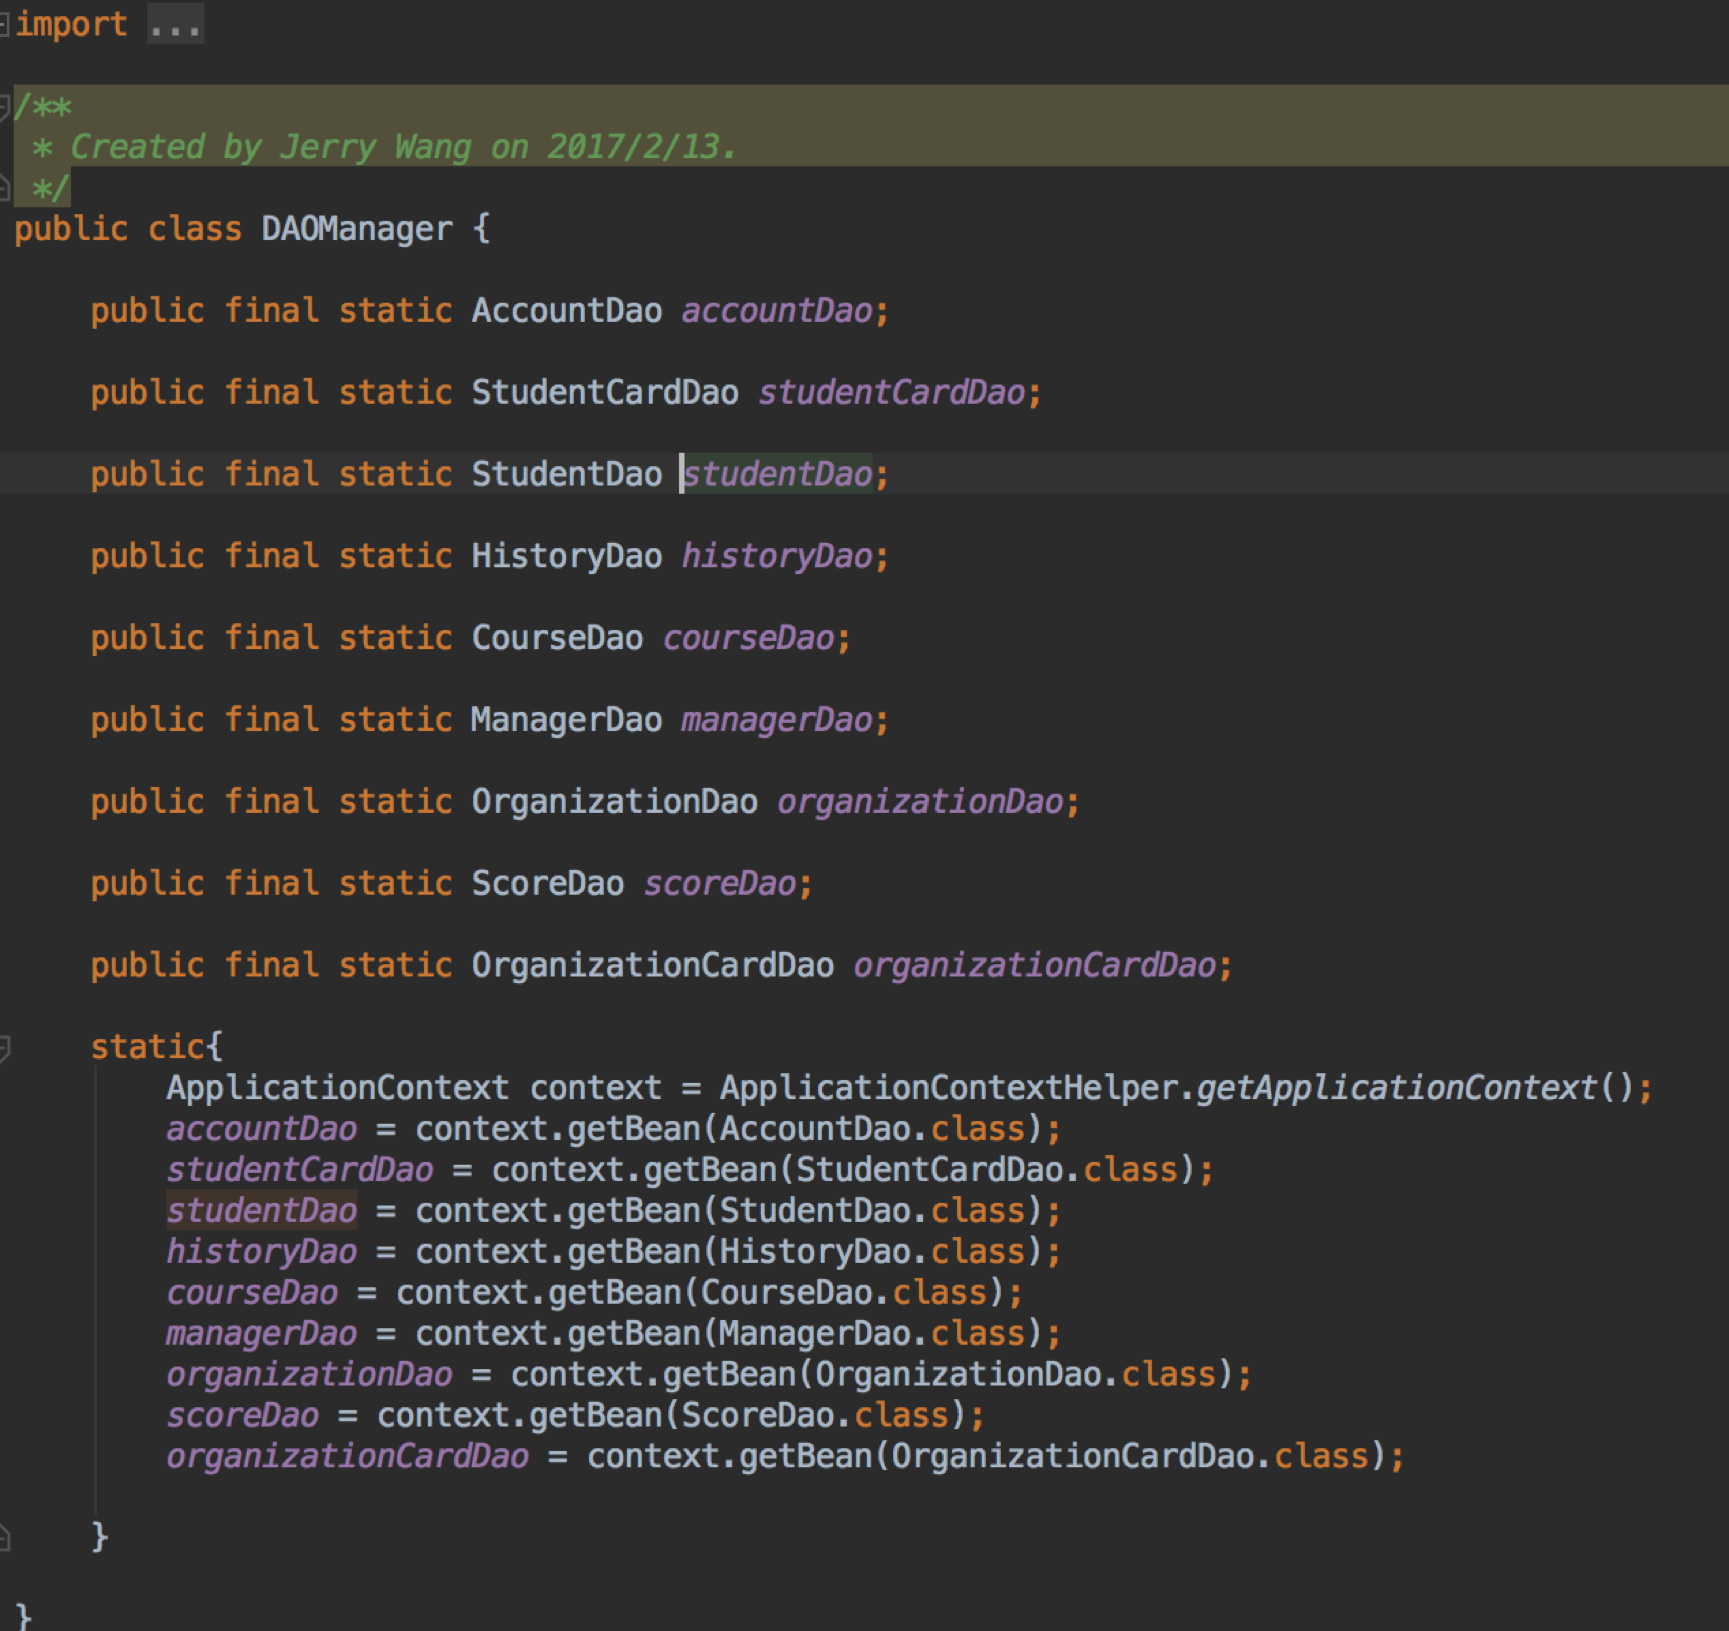 import ...
/**
 * Created by Jerry Wang on 2017/2/13.
 */
public class DAOManager {
    public final static AccountDao accountDao;
    public final static StudentCardDao studentCardDao;
    public final static StudentDao studentDao;
    public final static HistoryDao historyDao;
    public final static CourseDao courseDao;
    public final static ManagerDao managerDao;
    public final static OrganizationDao organizationDao;
    public final static ScoreDao scoreDao;
    public final static OrganizationCardDao organizationCardDao;
    static{
        ApplicationContext context = ApplicationContextHelper.getApplicationContext();
        accountDao = context.getBean(AccountDao.class);
        studentCardDao = context.getBean(StudentCardDao.class);
        studentDao = context.getBean(StudentDao.class);
        historyDao = context.getBean(HistoryDao.class);
        courseDao = context.getBean(CourseDao.class);
        managerDao = context.getBean(ManagerDao.class);
        organizationDao = context.getBean(OrganizationDao.class);
        scoreDao = context.getBean(ScoreDao.class);
        organizationCardDao = context.getBean(OrganizationCardDao.class);
    }
}